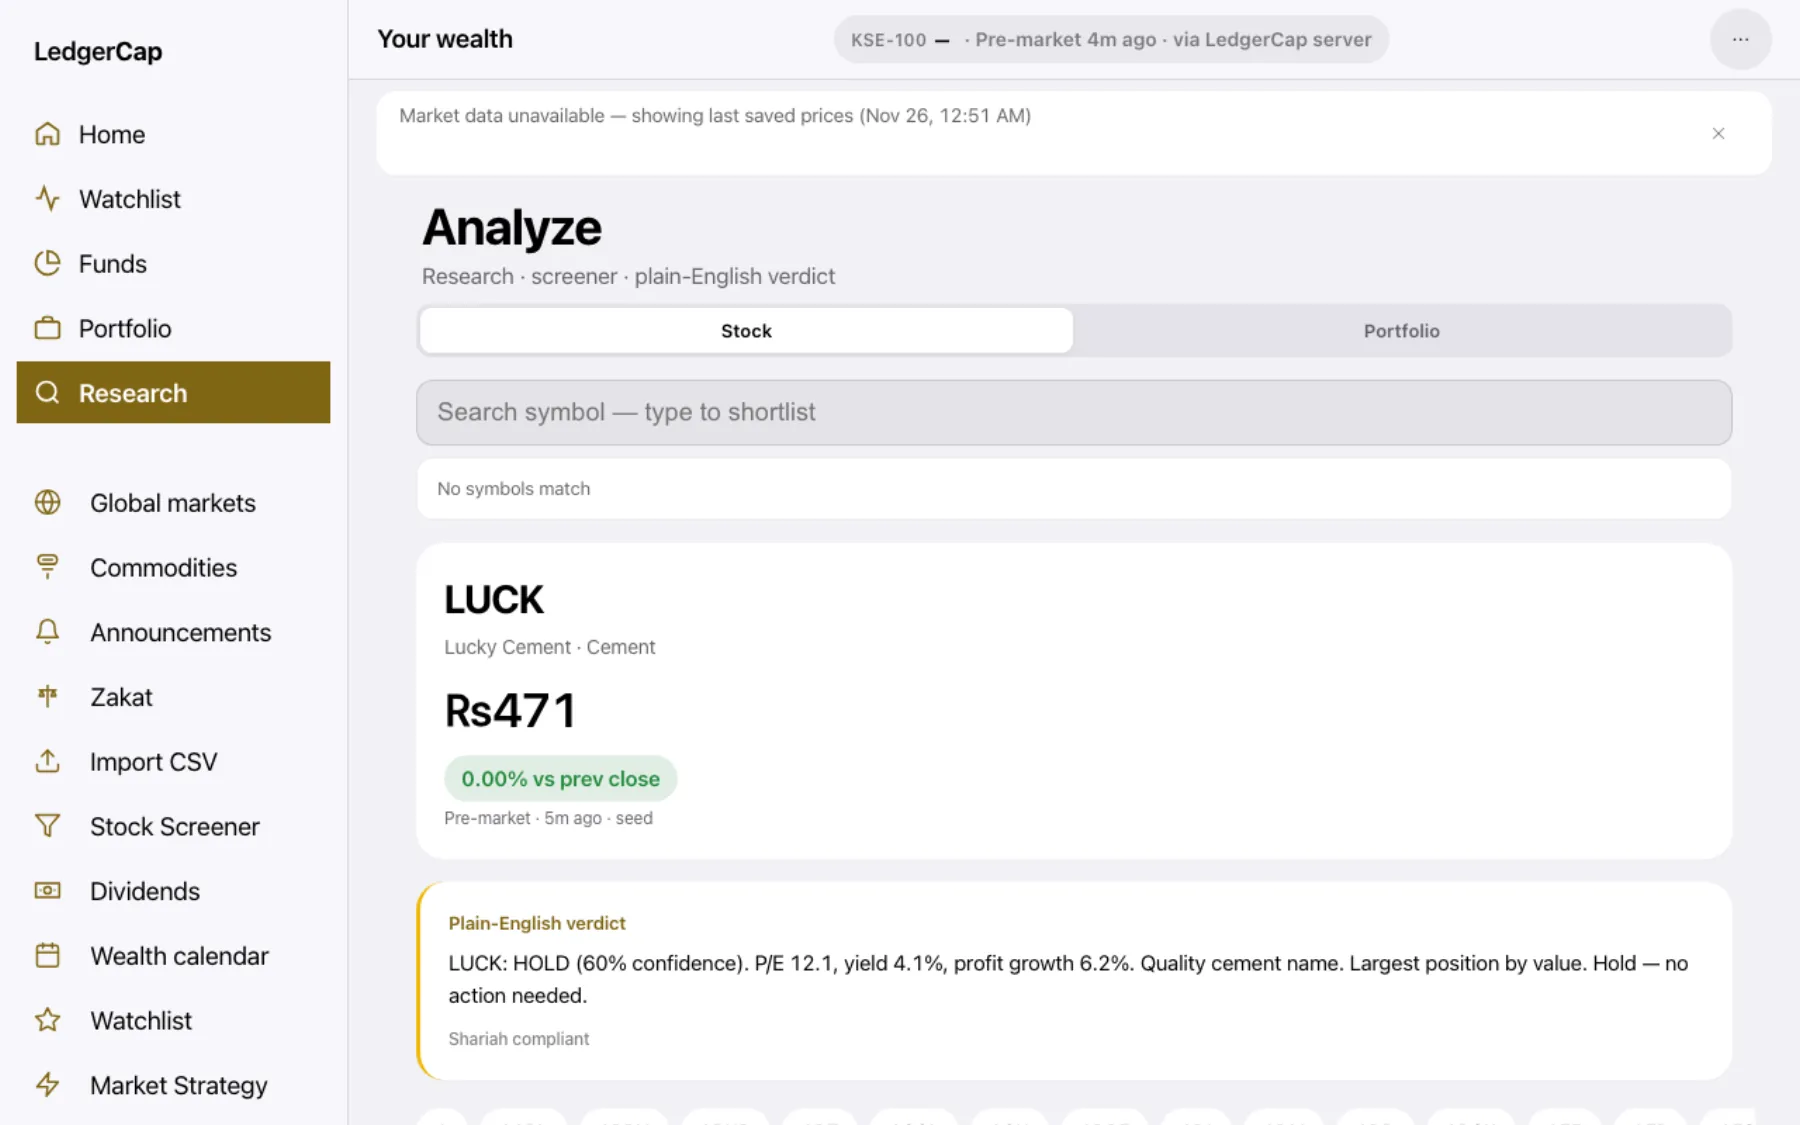 LedgerCap
Home
Watchlist
Funds
Portfolio
Research
Global markets
Commodities
Announcements
Zakat
Import CSV
Stock Screener
Dividends
Wealth calendar
Watchlist
Market Strategy
Your wealth
KSE-100 — · Pre-market 4m ago · via LedgerCap server
...
Market data unavailable — showing last saved prices (Nov 26, 12:51 AM)
Analyze
Research · screener · plain-English verdict
Stock
Portfolio
Search symbol — type to shortlist
No symbols match
LUCK
Lucky Cement · Cement
Rs471
0.00% vs prev close
Pre-market · 5m ago · seed
Plain-English verdict
LUCK: HOLD (60% confidence). P/E 12.1, yield 4.1%, profit growth 6.2%. Quality cement name. Largest position by value. Hold — no
action needed.
Shariah compliant